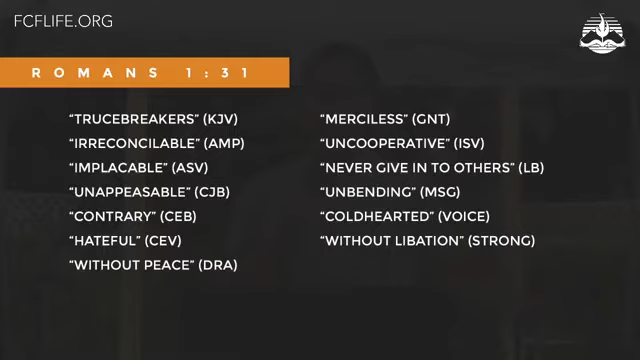 FCFLIFE.ORG
ROMANS 1:31
“TRUCEBREAKERS” (KJV)
“IRRECONCILABLE” (AMP)
“IMPLACABLE” (ASV)
“UNAPPEASABLE” (CJB)
“CONTRARY” (CEB)
“HATEFUL” (CEV)
“WITHOUT PEACE” (DRA)
“MERCILESS” (GNT)
“UNCOOPERATIVE” (ISV)
“NEVER GIVE IN TO OTHERS” (LB)
“UNBENDING” (MSG)
“COLDHEARTED” (VOICE)
“WITHOUT LIBATION” (STRONG)